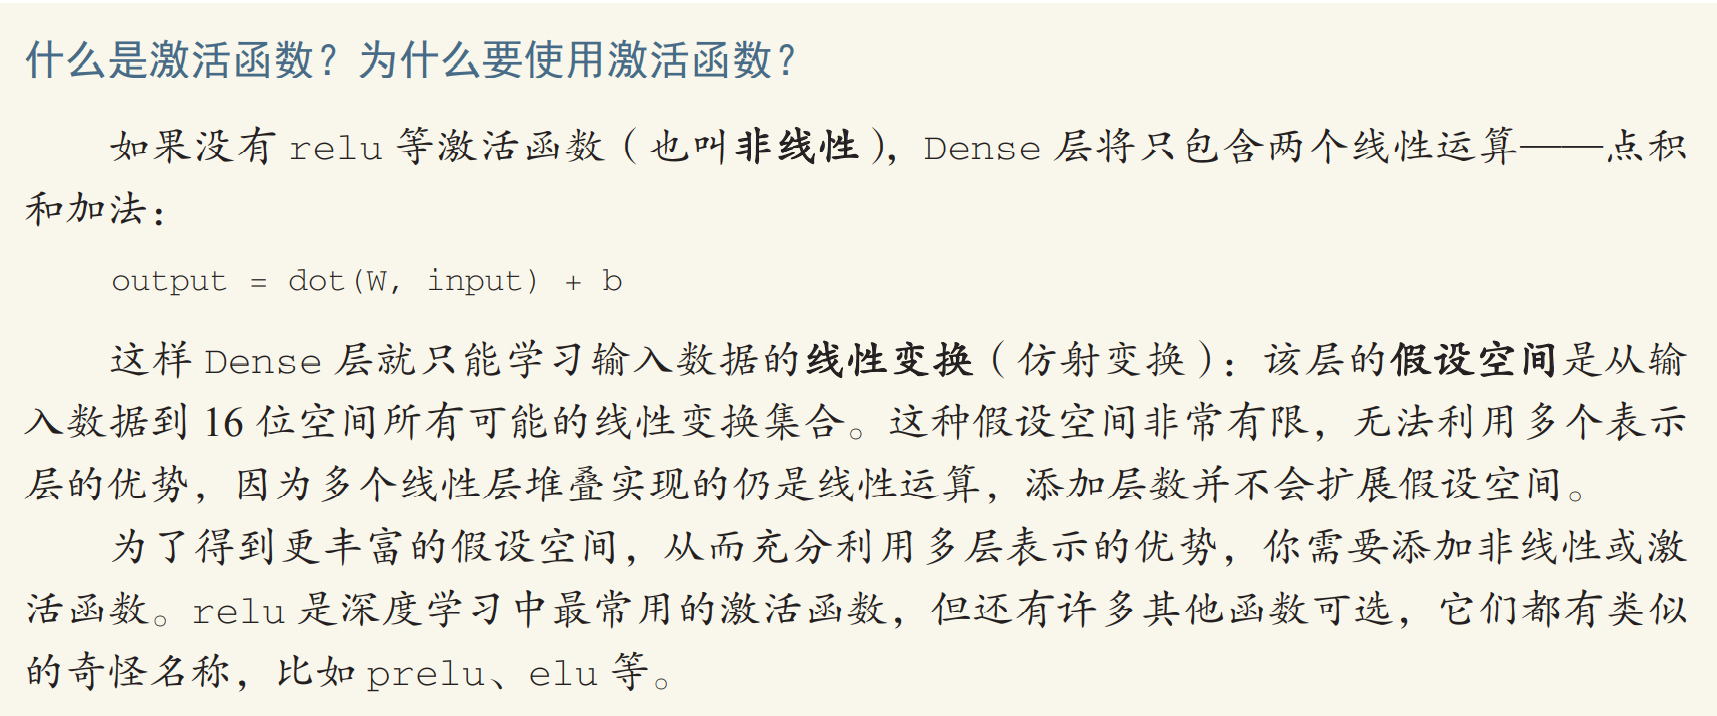 什么是激活函数？为什么要使用激活函数？
如果没有 relu 等激活函数（也叫非线性），Dense 层将只包含两个线性运算——点积
和加法：
output = dot(W, input) + b
这样 Dense 层就只能学习输入数据的线性变换（仿射变换）：该层的假设空间是从输
入数据到 16 位空间所有可能的线性变换集合。这种假设空间非常有限，无法利用多个表示
层的优势，因为多个线性层堆叠实现的仍是线性运算，添加层数并不会扩展假设空间。
为了得到更丰富的假设空间，从而充分利用多层表示的优势，你需要添加非线性或激
活函数。relu 是深度学习中最常用的激活函数，但还有许多其他函数可选，它们都有类似
的奇怪名称，比如 prelu、elu 等。